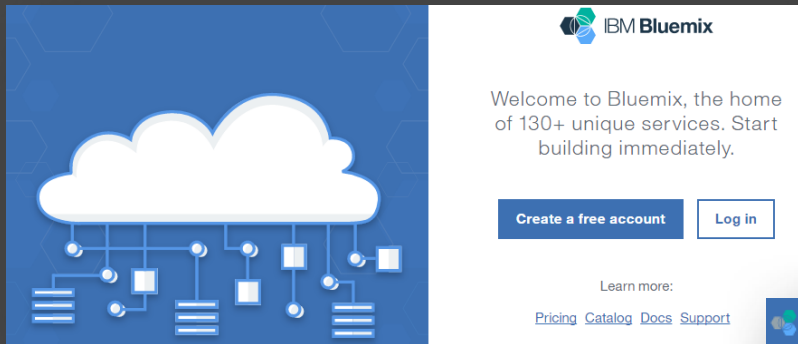 IBM Bluemix
Welcome to Bluemix, the home
of 130+ unique services. Start
building immediately.
Create a free account
Log in
Learn more:
Pricing Catalog Docs Support